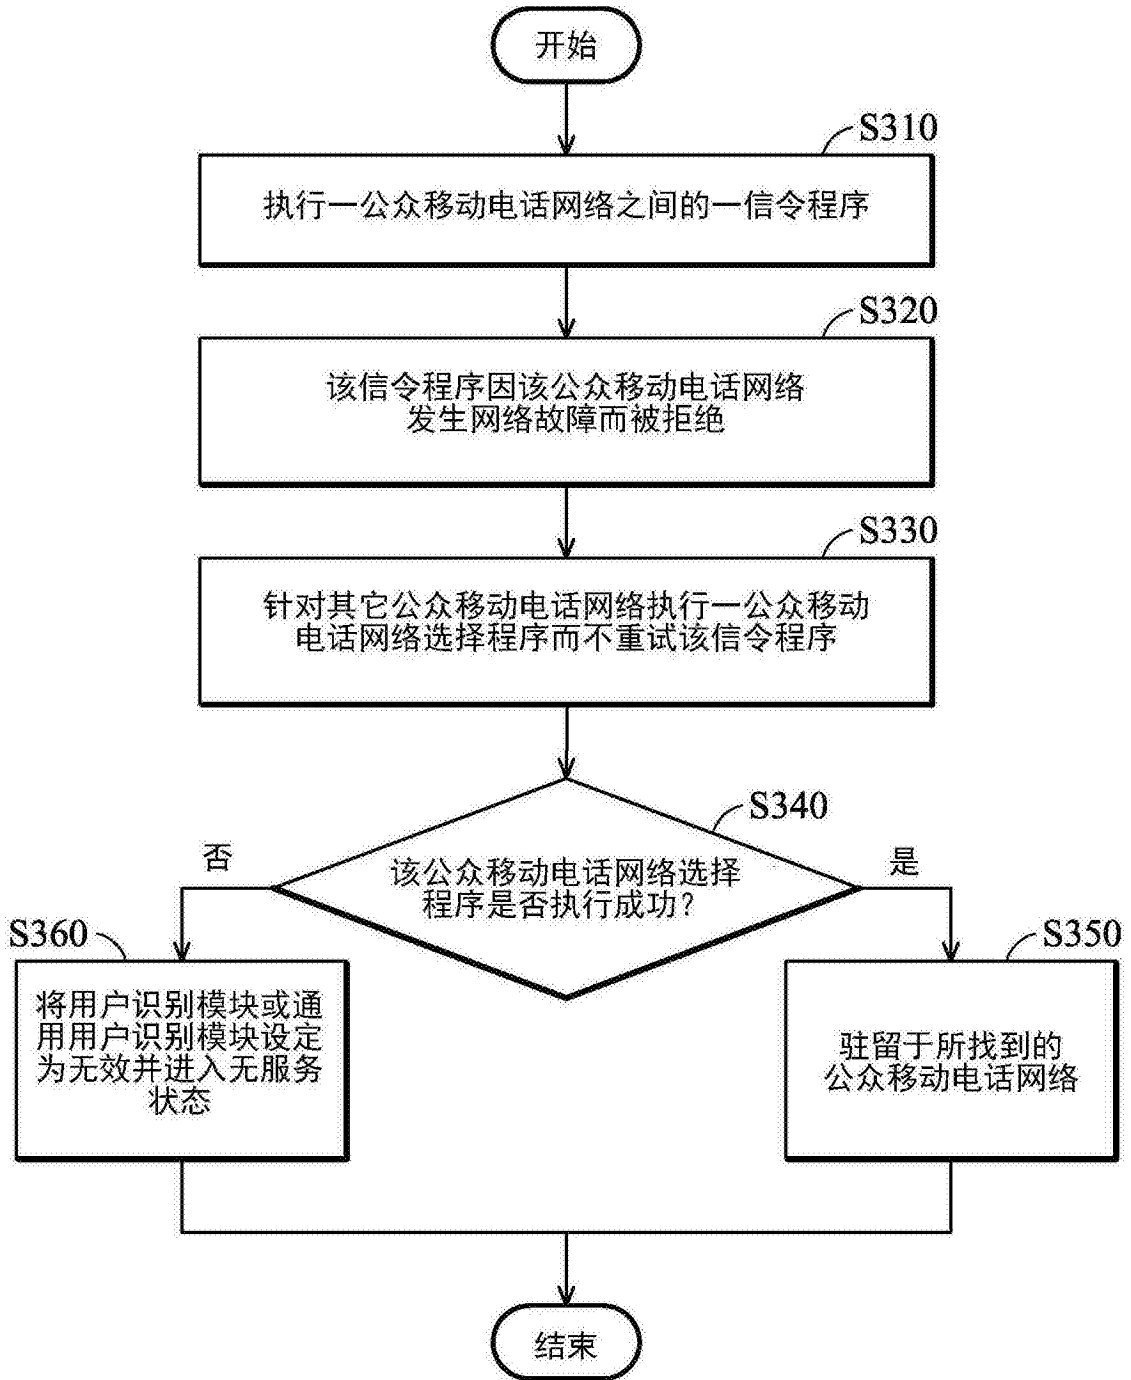 开始
S310
执行一公众移动电话网络之间的一信令程序
S320
该信令程序因该公众移动电话网络
发生网络故障而被拒绝
S330
针对其它公众移动电话网络执行一公众移动
电话网络选择程序而不重试该信令程序
S340
该公众移动电话网络选择
程序是否执行成功?
否
是
S360
将用户识别模块或通
用用户识别模块设定
为无效并进入无服务
状态
S350
驻留于所找到的
公众移动电话网络
结束